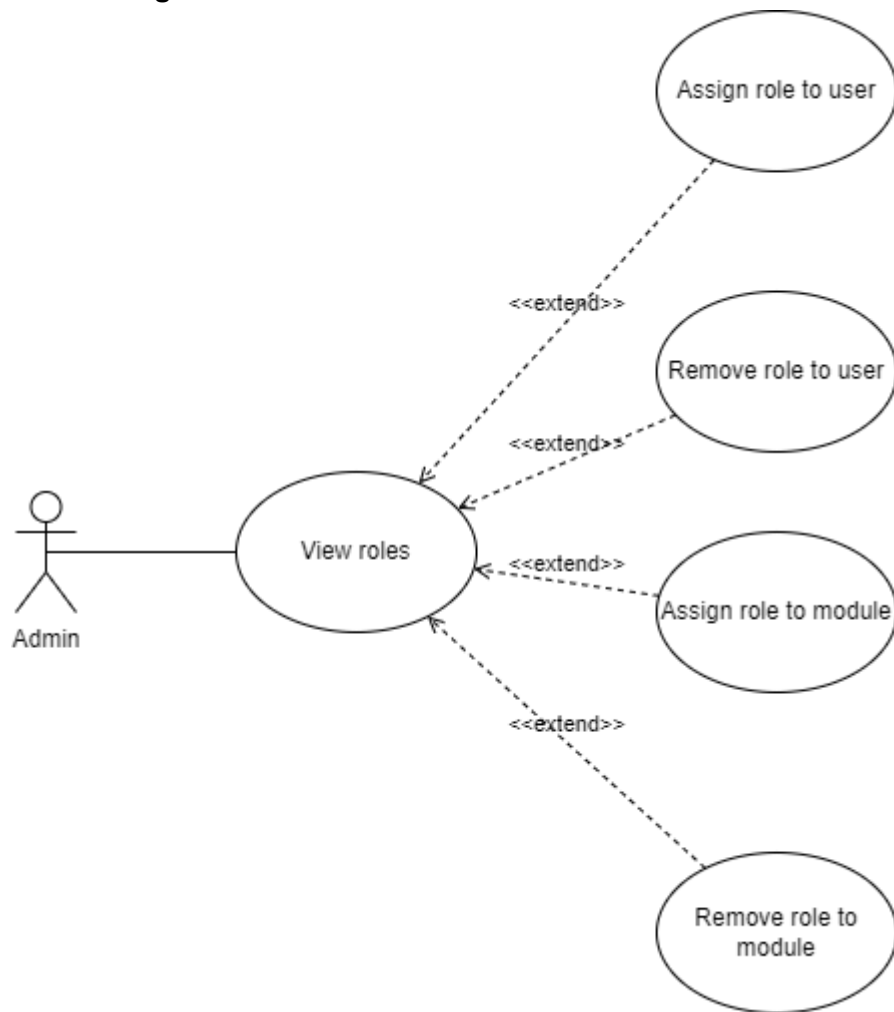 Assign role to user
<<extend>>
Remove role to user
<<extend>>
View roles
<<extend>>
Assign role to module
Admin
<<extend>>
Remove role to
module